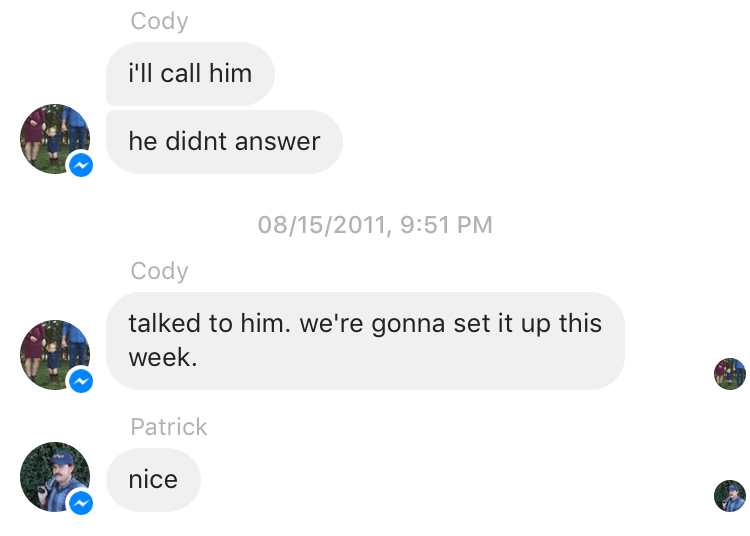 Cody
i'll call him
he didnt answer
08/15/2011, 9:51 PM
Cody
talked to him. we're gonna set it up this
week.
Patrick
nice